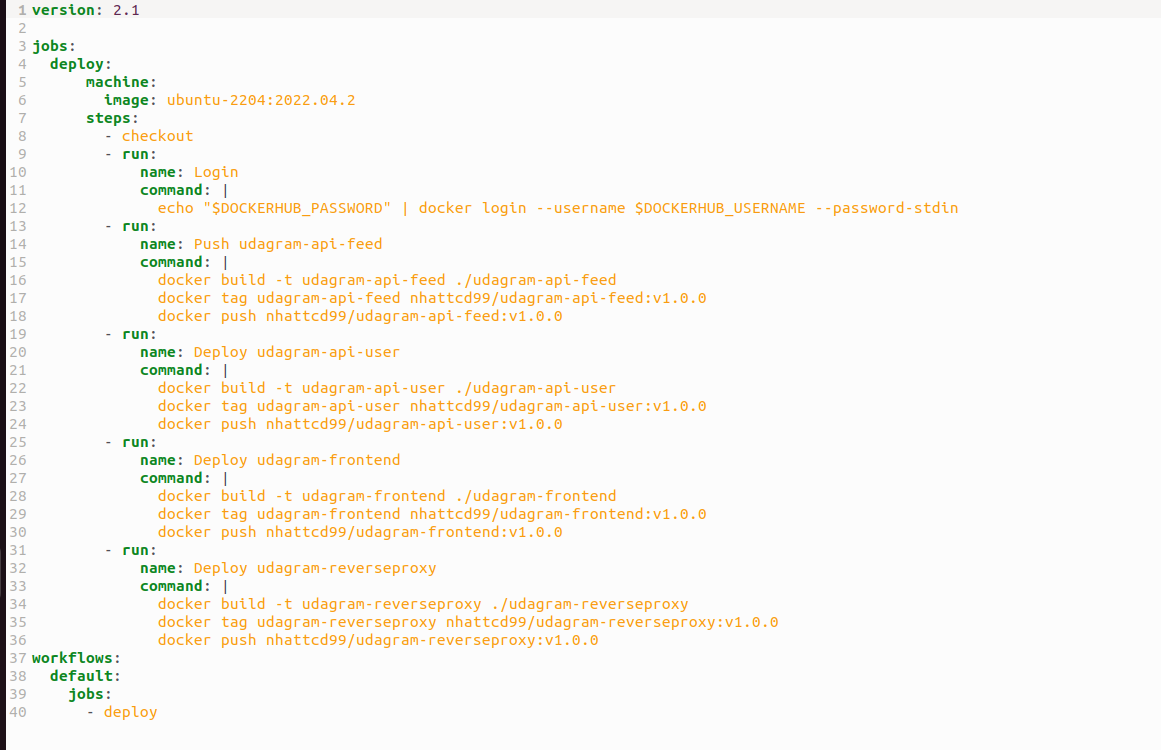 1 version: 2.1
2
3 jobs:
4   deploy:
5       machine:
6         image: ubuntu-2204:2022.04.2
7       steps:
8         - checkout
9         - run:
10             name: Login
11             command: |
12               echo "$DOCKERHUB_PASSWORD" | docker login --username $DOCKERHUB_USERNAME --password-stdin
13         - run:
14             name: Push udagram-api-feed
15             command: |
16               docker build -t udagram-api-feed ./udagram-api-feed
17               docker tag udagram-api-feed nhattcd99/udagram-api-feed:v1.0.0
18               docker push nhattcd99/udagram-api-feed:v1.0.0
19         - run:
20             name: Deploy udagram-api-user
21             command: |
22               docker build -t udagram-api-user ./udagram-api-user
23               docker tag udagram-api-user nhattcd99/udagram-api-user:v1.0.0
24               docker push nhattcd99/udagram-api-user:v1.0.0
25         - run:
26             name: Deploy udagram-frontend
27             command: |
28               docker build -t udagram-frontend ./udagram-frontend
29               docker tag udagram-frontend nhattcd99/udagram-frontend:v1.0.0
30               docker push nhattcd99/udagram-frontend:v1.0.0
31         - run:
32             name: Deploy udagram-reverseproxy
33             command: |
34               docker build -t udagram-reverseproxy ./udagram-reverseproxy
35               docker tag udagram-reverseproxy nhattcd99/udagram-reverseproxy:v1.0.0
36               docker push nhattcd99/udagram-reverseproxy:v1.0.0
37 workflows:
38   default:
39     jobs:
40       - deploy